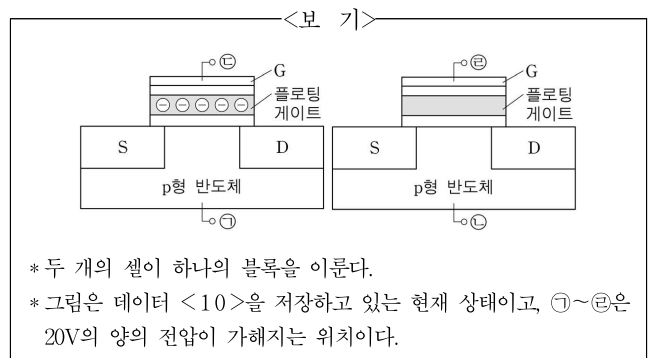 <보 기>
㉢ G
플로팅
게이트
S D
p형 반도체
㉠
㉣ G
플로팅
게이트
S D
p형 반도체
㉡
* 두 개의 셀이 하나의 블록을 이룬다.
* 그림은 데이터 <10>을 저장하고 있는 현재 상태이고, ㉠~㉣은
20V의 양의 전압이 가해지는 위치이다.